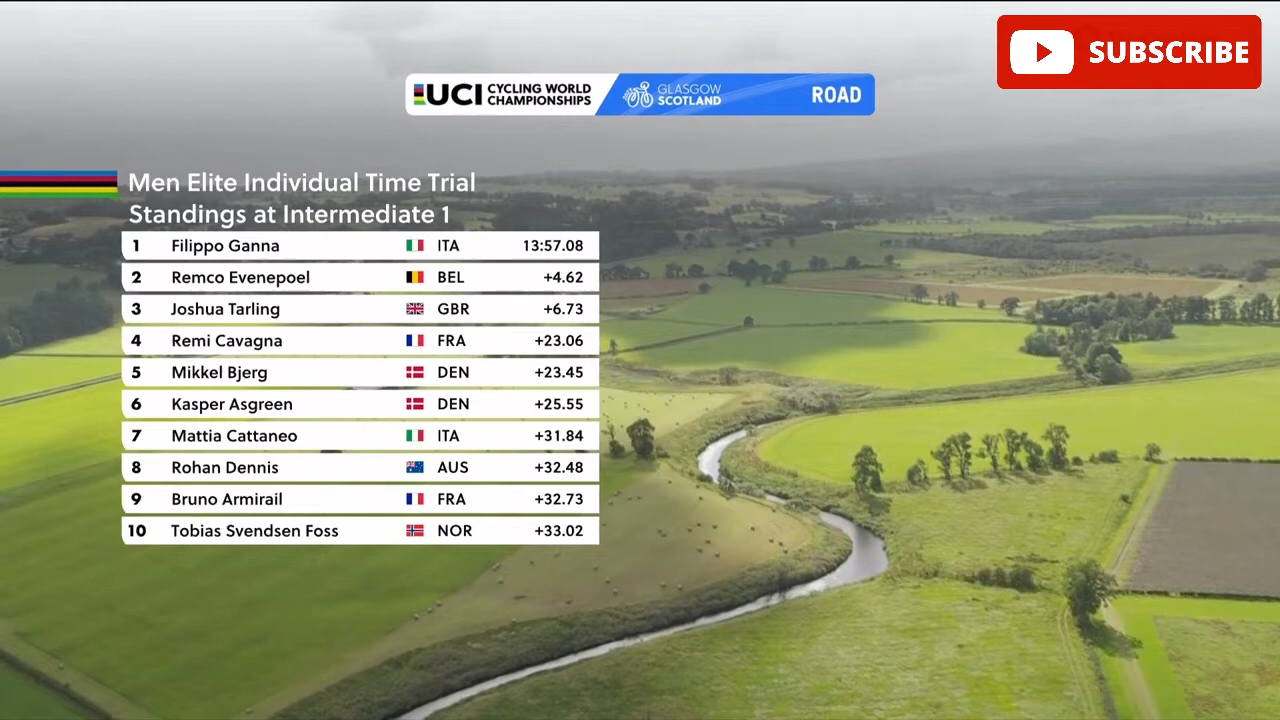 SUBSCRIBE
UCI CYCLING WORLD CHAMPIONSHIPS GLASGOW SCOTLAND ROAD
Men Elite Individual Time Trial
Standings at Intermediate 1
1 Filippo Ganna ITA 13:57.08
2 Remco Evenepoel BEL +4.62
3 Joshua Tarling GBR +6.73
4 Remi Cavagna FRA +23.06
5 Mikkel Bjerg DEN +23.45
6 Kasper Asgreen DEN +25.55
7 Mattia Cattaneo ITA +31.84
8 Rohan Dennis AUS +32.48
9 Bruno Armirail FRA +32.73
10 Tobias Svendsen Foss NOR +33.02